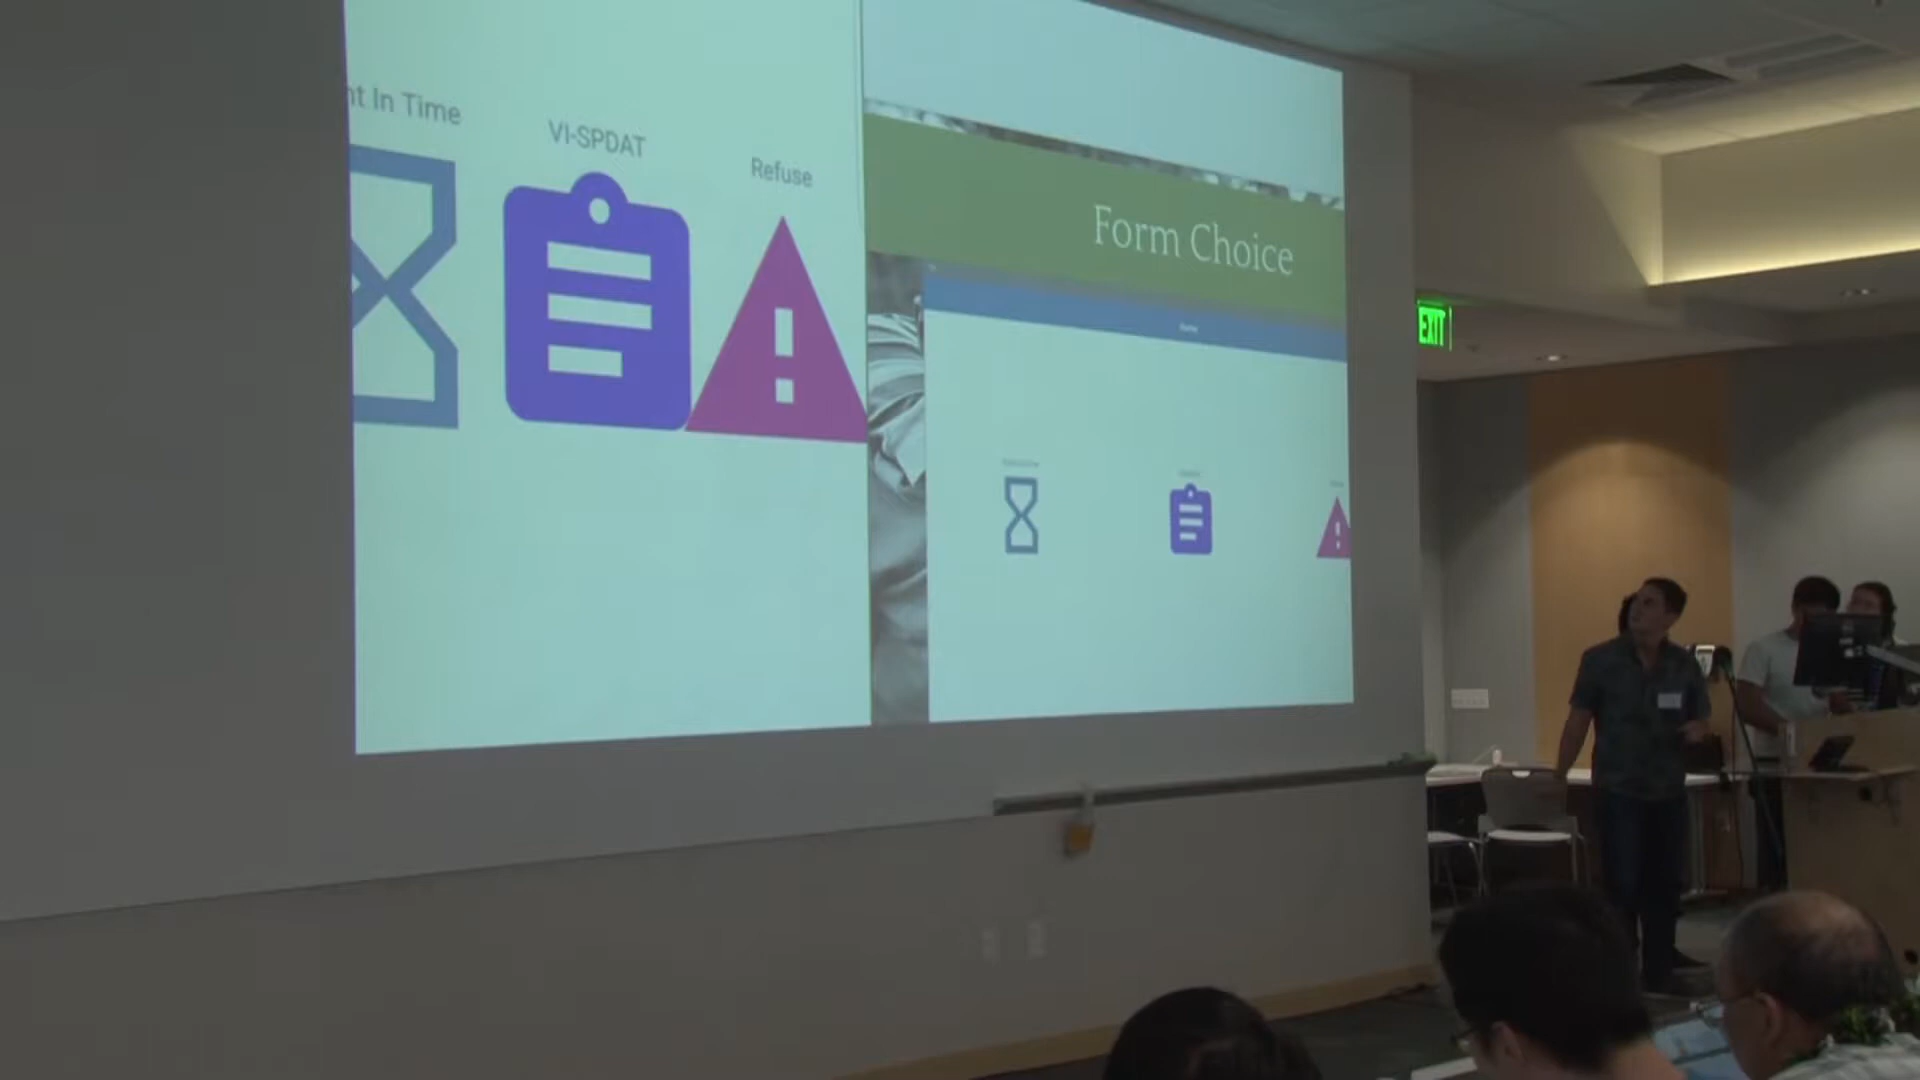 nt In Time
VI-SPDAT
Refuse
Form Choice
EXIT